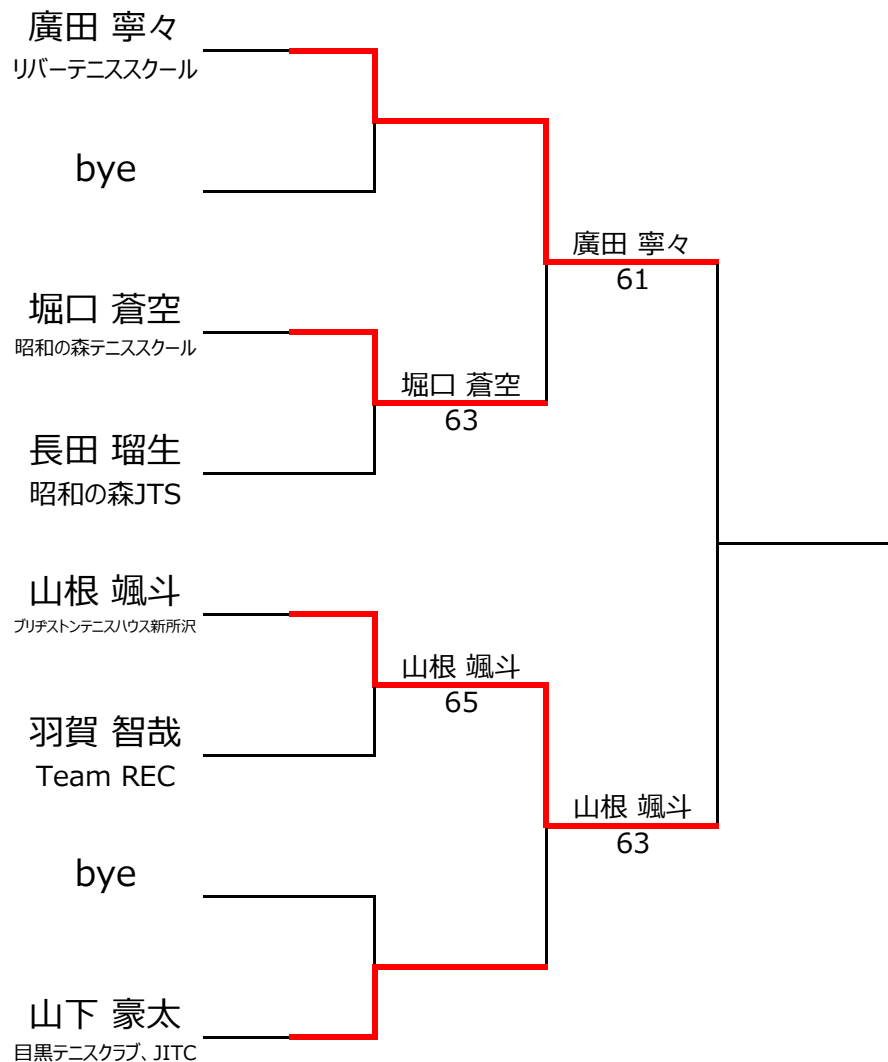 廣田 寧々
リバーテニススクール
bye
堀口 蒼空
昭和の森テニススクール
長田 瑠生
昭和の森JTS
山根 颯斗
ブリヂストンテニスハウス新所沢
羽賀 智哉
Team REC
bye
山下 豪太
目黒テニスクラブ、JITC
堀口 蒼空
63
山根 颯斗
65
廣田 寧々
61
山根 颯斗
63